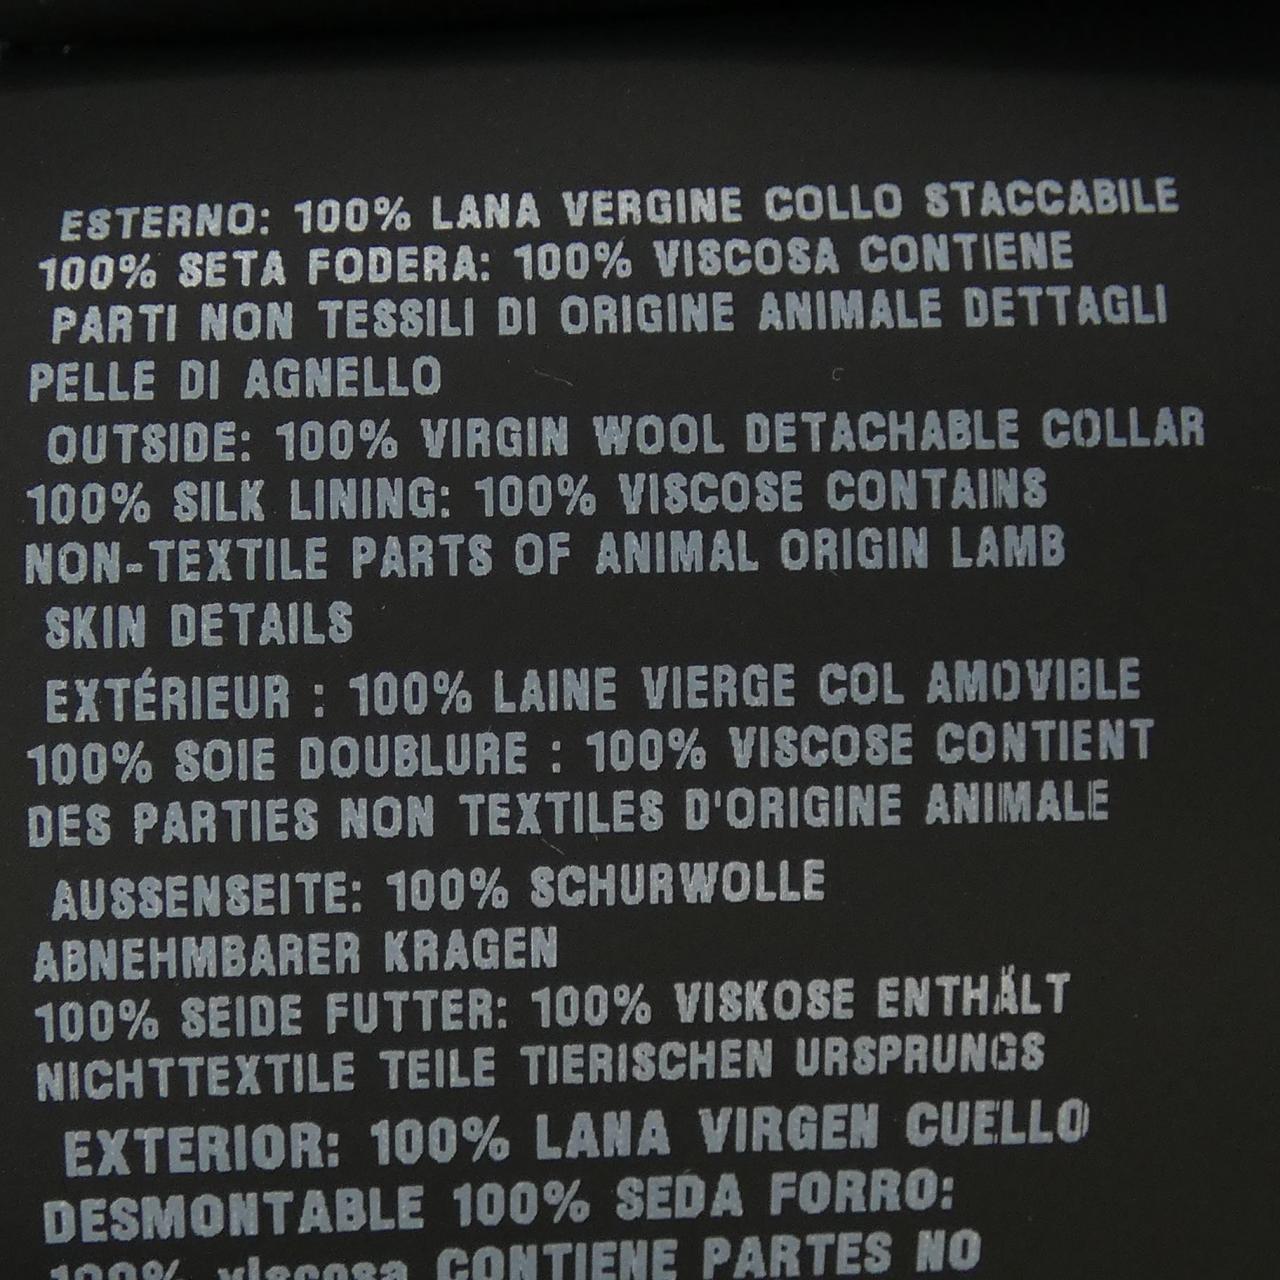 ESTERNO: 100% LANA VERGINE COLLO STACCABILE
100% SETA FODERA: 100% VISCOSA CONTIENE
PARTI NON TESSILI DI ORIGINE ANIMALE DETTAGLI
PELLE DI AGNELLO
OUTSIDE: 100% VIRGIN WOOL DETACHABLE COLLAR
100% SILK LINING: 100% VISCOSE CONTAINS
NON-TEXTILE PARTS OF ANIMAL ORIGIN LAMB
SKIN DETAILS
EXTÉRIEUR : 100% LAINE VIERGE COL AMOVIBLE
100% SOIE DOUBLURE : 100% VISCOSE CONTIENT
DES PARTIES NON TEXTILES D'ORIGINE ANIMALE
AUSSENSEITE: 100% SCHURWOLLE
ABNEHMBARER KRAGEN
100% SEIDE FUTTER: 100% VISKOSE ENTHÄLT
NICHTTEXTILE TEILE TIERISCHEN URSPRUNGS
EXTERIOR: 100% LANA VIRGEN CUELLO
DESMONTABLE 100% SEDA FORRO:
100% viscosa CONTIENE PARTES NO